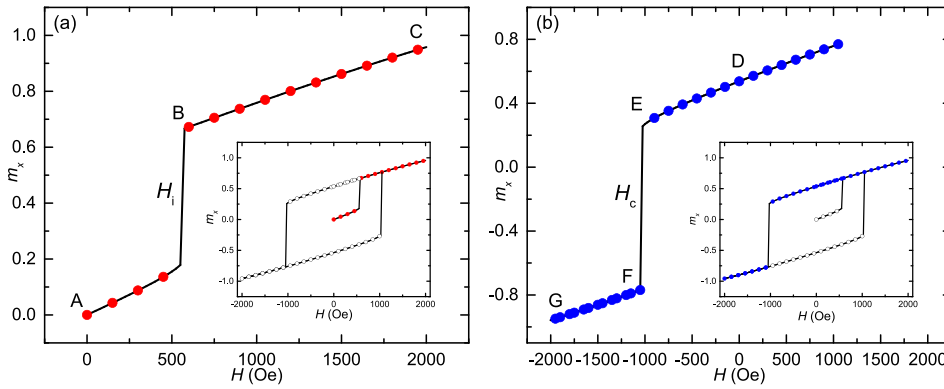 (a)
C
B
A
H_i
m_x
1.0
0.8
0.6
0.4
0.2
0.0
0 500 1000 1500 2000
H (Oe)
m_x
1.0
0.5
0.0
-0.5
-1.0
-2000 -1000 0 1000 2000
H (Oe)
(b)
D
E
H_c
F
G
m_x
0.8
0.4
0.0
-0.4
-0.8
-2000 -1500 -1000 -500 0 500 1000 1500 2000
H (Oe)
m_x
1.0
0.5
0.0
-0.5
-1.0
-2000 -1000 0 1000 2000
H (Oe)